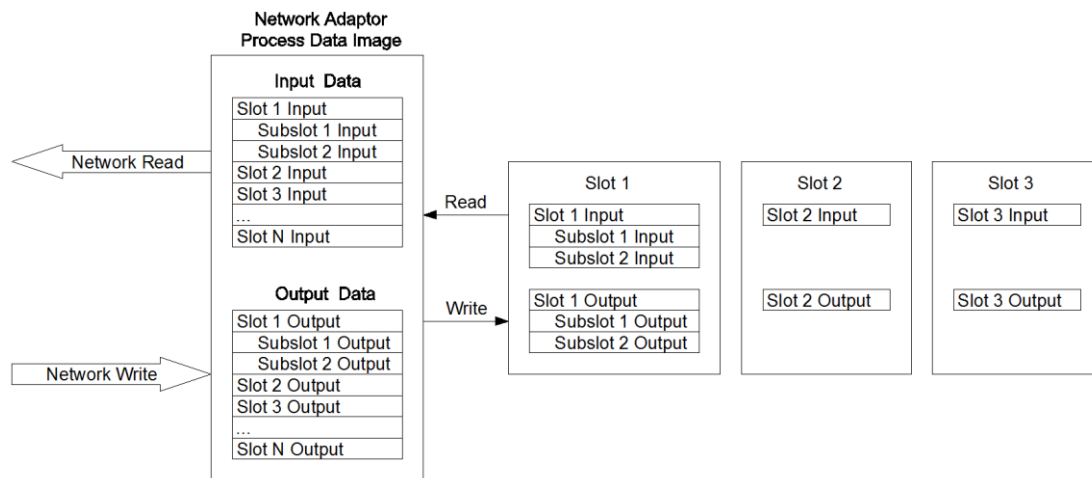 Network Adaptor
Process Data Image
Input Data
Slot 1 Input
Subslot 1 Input
Subslot 2 Input
Slot 2 Input
Slot 3 Input
...
Slot N Input
Network Read
Output Data
Slot 1 Output
Subslot 1 Output
Subslot 2 Output
Slot 2 Output
Slot 3 Output
...
Slot N Output
Network Write
Read
Write
Slot 1
Slot 1 Input
Subslot 1 Input
Subslot 2 Input
Slot 1 Output
Subslot 1 Output
Subslot 2 Output
Slot 2
Slot 2 Input
Slot 2 Output
Slot 3
Slot 3 Input
Slot 3 Output